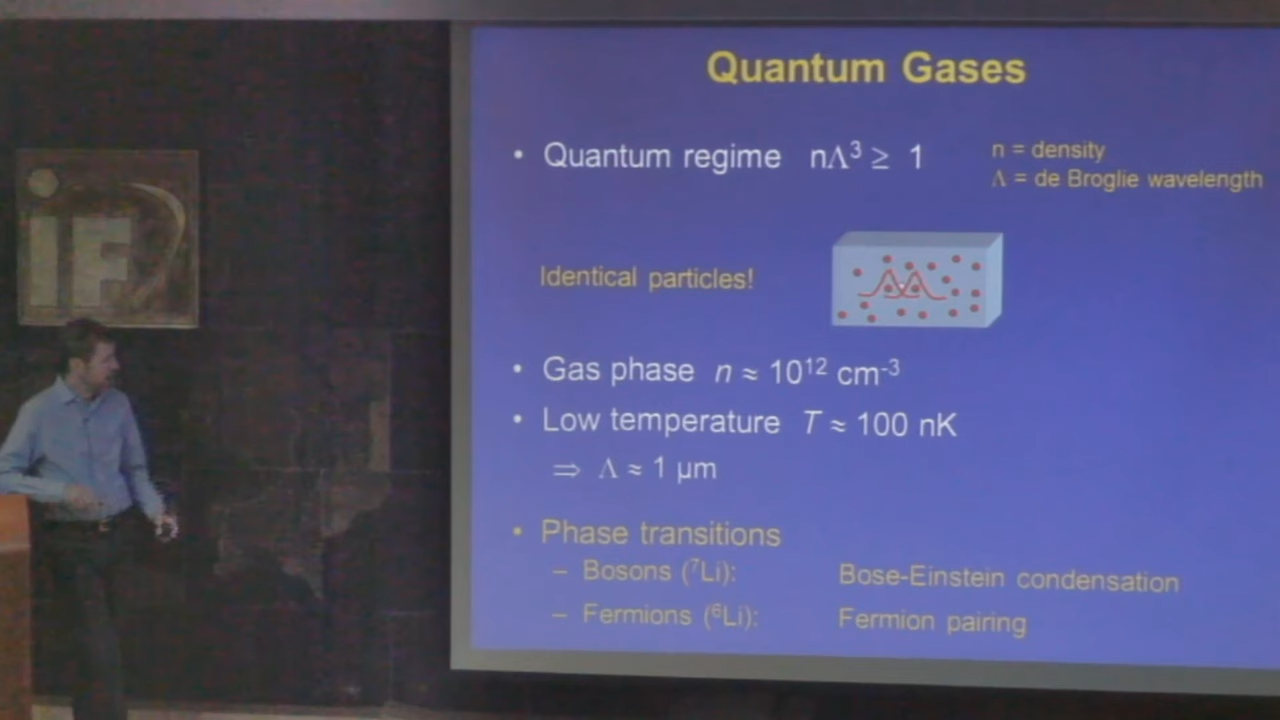 Quantum Gases
• Quantum regime nΛ³ ≥ 1
n = density
Λ = de Broglie wavelength
Identical particles!
• Gas phase n ≈ 10¹² cm⁻³
• Low temperature T ≈ 100 nK
⇒ Λ ≈ 1 µm
• Phase transitions
– Bosons (⁷Li): Bose-Einstein condensation
– Fermions (⁶Li): Fermion pairing
iF